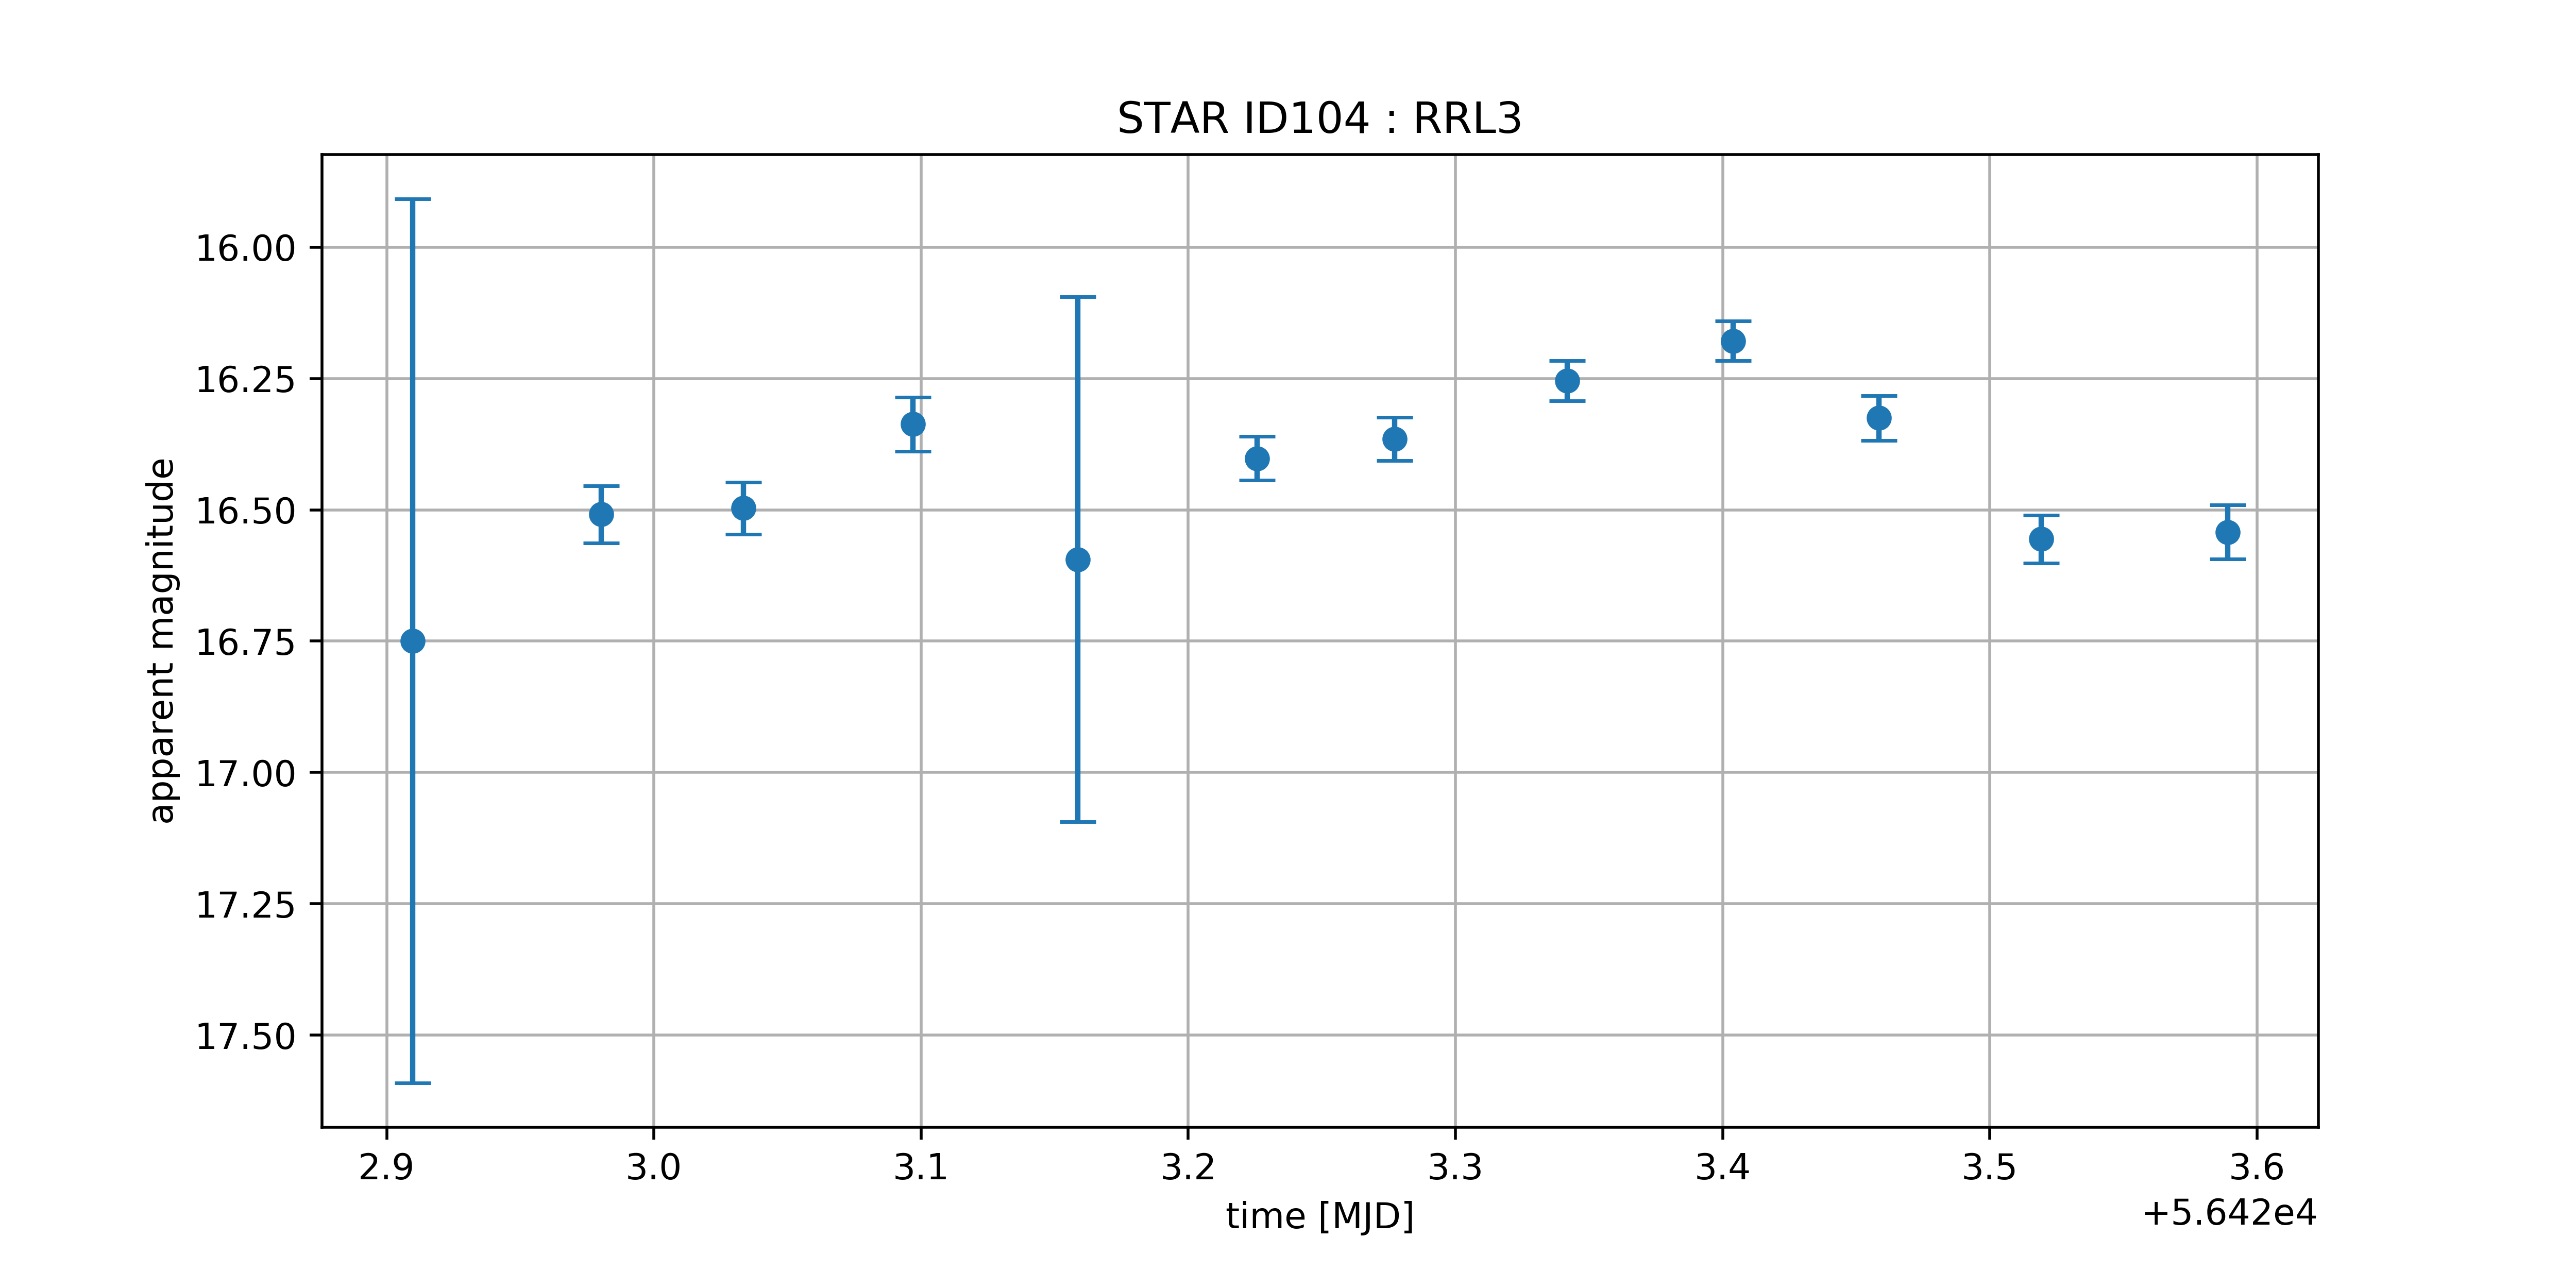 STAR ID104 : RRL3
apparent magnitude
16.00
16.25
16.50
16.75
17.00
17.25
17.50
2.9 3.0 3.1 3.2 3.3 3.4 3.5 3.6
time [MJD]
+5.642e4